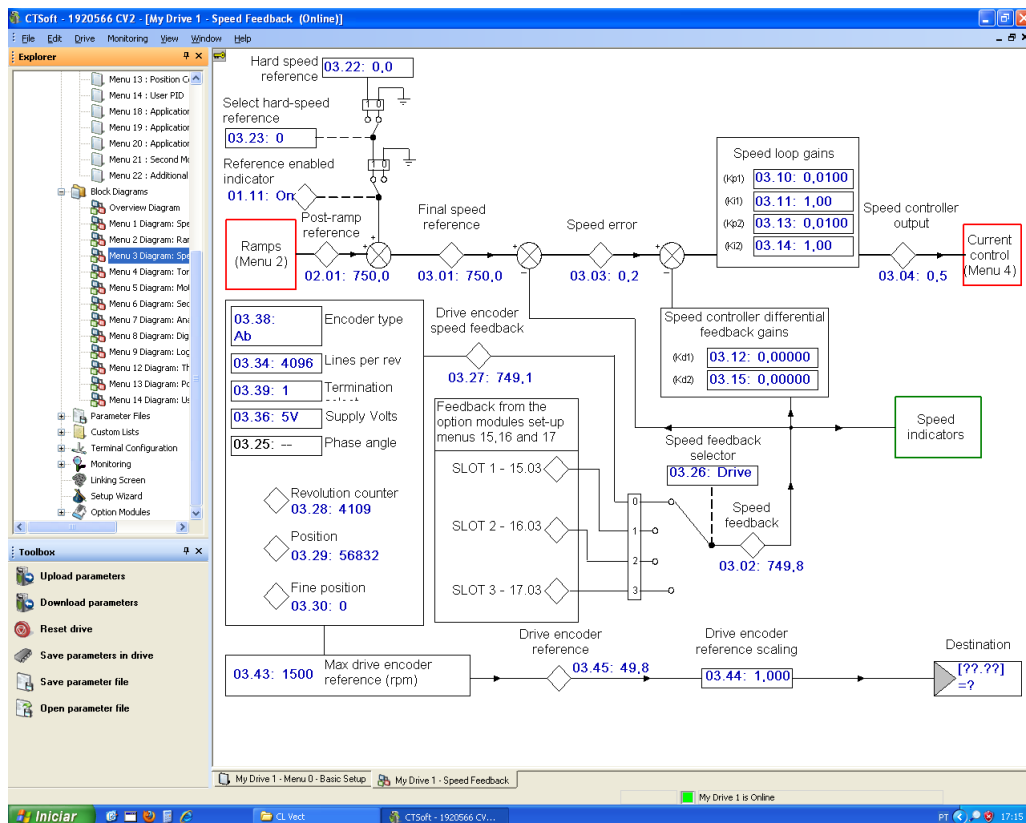 CTSoft - 1920566 CV2 - [My Drive 1 - Speed Feedback (Online)]
File Edit Drive Monitoring View Window Help
Explorer
Menu 13 : Position Co
Menu 14 : User PID
Menu 18 : Application
Menu 19 : Application
Menu 20 : Application
Menu 21 : Second Mo
Menu 22 : Additional
Block Diagrams
Overview Diagram
Menu 1 Diagram: Spe
Menu 2 Diagram: Ran
Menu 3 Diagram: Spe
Menu 4 Diagram: Tor
Menu 5 Diagram: Mot
Menu 6 Diagram: Sec
Menu 7 Diagram: Ana
Menu 8 Diagram: Dig
Menu 9 Diagram: Log
Menu 12 Diagram: Th
Menu 13 Diagram: Po
Menu 14 Diagram: Us
Parameter Files
Custom Lists
Terminal Configuration
Monitoring
Linking Screen
Setup Wizard
Option Modules
Toolbox
Upload parameters
Download parameters
Reset drive
Save parameters in drive
Save parameter file
Open parameter file
Hard speed
reference
03.22: 0,0
1 0
Select hard-speed
reference
03.23: 0
1 0
Reference enabled
indicator
01.11: On
Ramps
(Menu 2)
Post-ramp
reference
02.01: 750,0
+
+
Final speed
reference
03.01: 750,0
+
−
Speed error
03.03: 0,2
+
−
Speed loop gains
(Kp1) 03.10: 0,0100
(Ki1) 03.11: 1,00
(Kp2) 03.13: 0,0100
(Ki2) 03.14: 1,00
Speed controller
output
03.04: 0,5
Current
control
(Menu 4)
03.38:
Ab
Encoder type
03.34: 4096 Lines per rev
03.39: 1 Termination
select
03.36: 5V Supply Volts
03.25: -- Phase angle
Revolution counter
03.28: 4109
Position
03.29: 56832
Fine position
03.30: 0
Drive encoder
speed feedback
03.27: 749,1
Feedback from the
option modules set-up
menus 15,16 and 17
SLOT 1 - 15.03
SLOT 2 - 16.03
SLOT 3 - 17.03
0
1
2
3
Speed controller differential
feedback gains
(Kd1) 03.12: 0,00000
(Kd2) 03.15: 0,00000
Speed feedback
selector
03.26: Drive
Speed
feedback
03.02: 749,8
Speed
indicators
03.43: 1500
Max drive encoder
reference (rpm)
Drive encoder
reference
03.45: 49,8
Drive encoder
reference scaling
03.44: 1,000
Destination
[??.??]
=?
My Drive 1 - Menu 0 - Basic Setup
My Drive 1 - Speed Feedback
My Drive 1 is Online
Iniciar
CL Vect
CTSoft - 1920566 CV...
PT
17:15